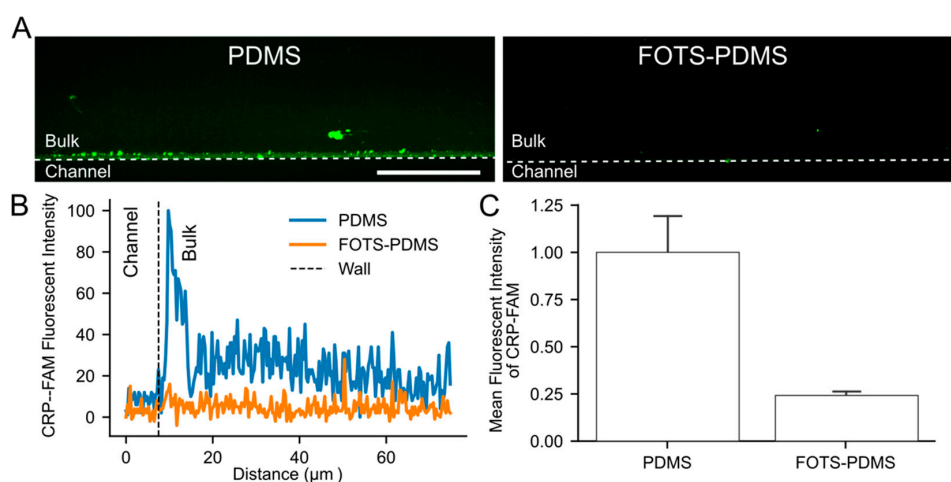 A
PDMS
FOTS-PDMS
Bulk
Channel
Bulk
Channel
B
CRP--FAM Fluorescent Intensity
100
80
60
40
20
0
Channel
Bulk
PDMS
FOTS-PDMS
Wall
0
20
40
60
Distance (µm)
C
Mean Fluorescent Intensity
of CRP-FAM
1.25
1.00
0.75
0.50
0.25
0.00
PDMS
FOTS-PDMS